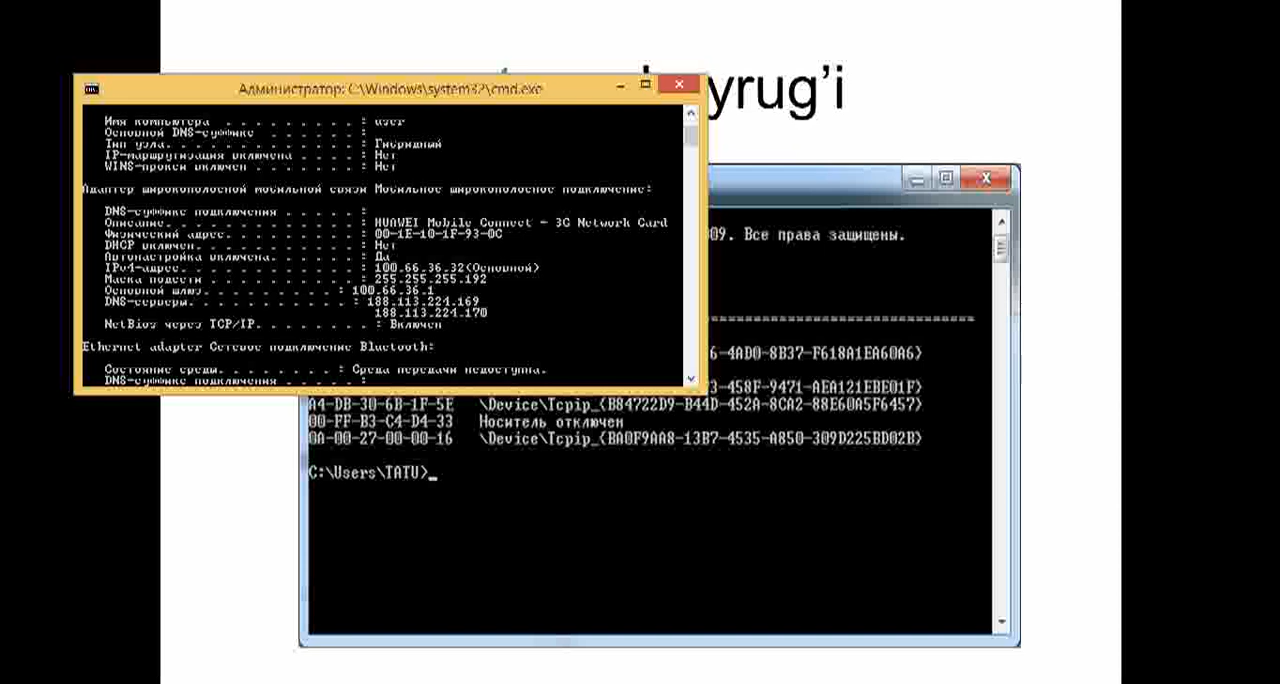 yrug’i
Администратор: C:\Windows\system32\cmd.exe
Имя компьютера . . . . . . . . . : user
Основной DNS-суффикс . . . . . . :
Тип узла. . . . . . . . . . . . . : Гибридный
IP-маршрутизация включена . . . . : Нет
WINS-прокси включен . . . . . . . : Нет
Адаптер широкополосной мобильной связи Мобильное широкополосное подключение:
DNS-суффикс подключения . . . . . :
Описание. . . . . . . . . . . . . : HUAWEI Mobile Connect - 3G Network Card
Физический адрес. . . . . . . . . : 00-1E-10-1F-93-0C
DHCP включен. . . . . . . . . . . : Нет
Автонастройка включена. . . . . . : Да
IPv4-адрес. . . . . . . . . . . . : 100.66.36.32(Основной)
Маска подсети . . . . . . . . . . : 255.255.255.192
Основной шлюз. . . . . . . . . : 100.66.36.1
DNS-серверы. . . . . . . . . . . : 188.113.224.169
188.113.224.170
NetBios через TCP/IP. . . . . . . . : Включен
Ethernet adapter Сетевое подключение Bluetooth:
Состояние среды. . . . . . . . : Среда передачи недоступна.
DNS-суффикс подключения . . . . . :
09. Все права защищены.
6-4AD0-8B37-F618A1EA60A6}
3-458F-9471-AEA121EBE01F}
A4-DB-30-6B-1F-5E \Device\Tcpip_{B84722D9-B44D-452A-8CA2-88E60A5F6457}
00-FF-B3-C4-D4-33 Носитель отключен
0A-00-27-00-00-16 \Device\Tcpip_{BA0F9AA8-13B7-4535-A850-309D225BD02B}
C:\Users\TATU>_